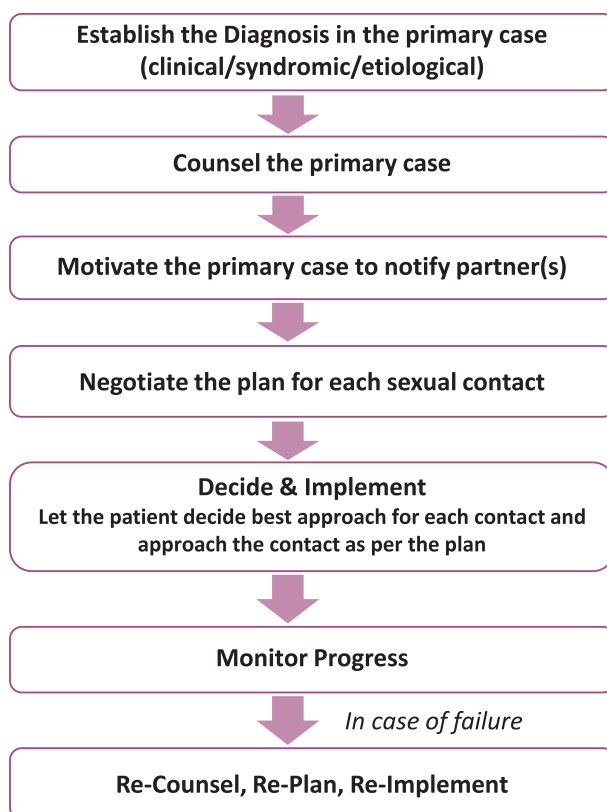 Establish the Diagnosis in the primary case
(clinical/syndromic/etiological)
Counsel the primary case
Motivate the primary case to notify partner(s)
Negotiate the plan for each sexual contact
Decide & Implement
Let the patient decide best approach for each contact and
approach the contact as per the plan
Monitor Progress
In case of failure
Re-Counsel, Re-Plan, Re-Implement